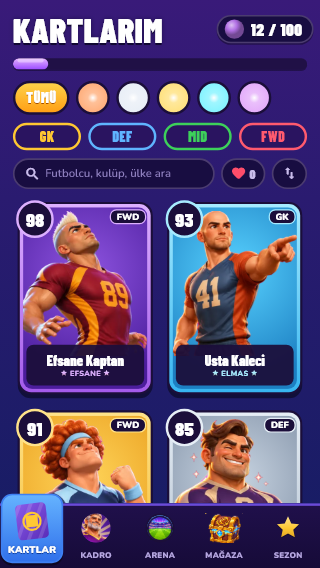 KARTLARIM
12 / 100
TÜMÜ
GK DEF MID FWD
Futbolcu, kulüp, ülke ara
0
98 FWD
89
Efsane Kaptan
★ EFSANE ★
93 GK
41
Usta Kaleci
★ ELMAS ★
91 FWD
85 DEF
KARTLAR KADRO ARENA MAĞAZA SEZON